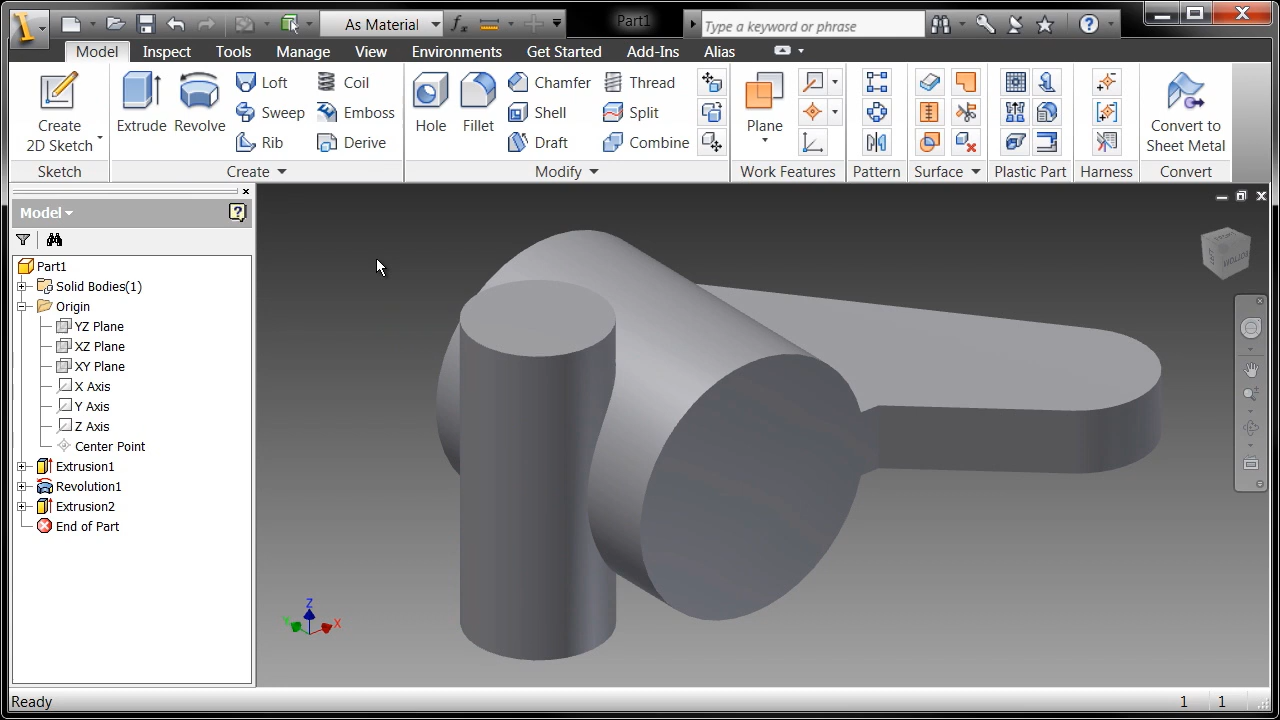 As Material
Part1
Type a keyword or phrase
Model Inspect Tools Manage View Environments Get Started Add-Ins Alias
Create
2D Sketch
Sketch
Extrude
Revolve
Loft
Sweep
Rib
Coil
Emboss
Derive
Create
Hole
Fillet
Chamfer
Shell
Draft
Thread
Split
Combine
Modify
Plane
Work Features
Pattern
Surface
Plastic Part
Harness
Convert to
Sheet Metal
Convert
Model
Part1
Solid Bodies(1)
Origin
YZ Plane
XZ Plane
XY Plane
X Axis
Y Axis
Z Axis
Center Point
Extrusion1
Revolution1
Extrusion2
End of Part
Z
Y
X
Ready
1 1